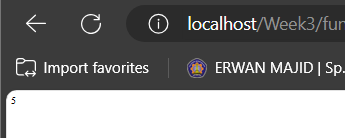 localhost/Week3/fun
Import favorites
ERWAN MAJID | Sp.
5